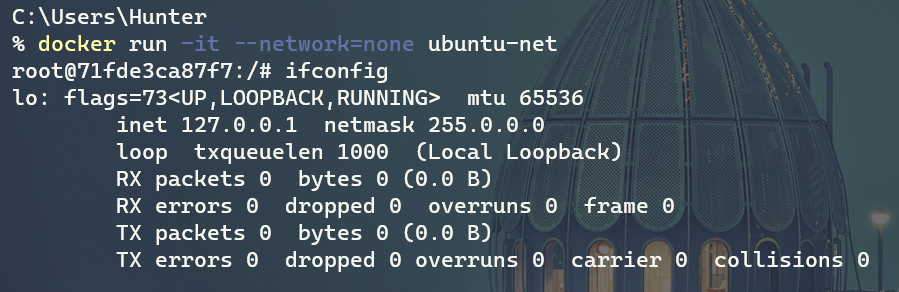 C:\Users\Hunter
% docker run -it --network=none ubuntu-net
root@71fde3ca87f7:/# ifconfig
lo: flags=73<UP,LOOPBACK,RUNNING>  mtu 65536
        inet 127.0.0.1  netmask 255.0.0.0
        loop  txqueuelen 1000  (Local Loopback)
        RX packets 0  bytes 0 (0.0 B)
        RX errors 0  dropped 0  overruns 0  frame 0
        TX packets 0  bytes 0 (0.0 B)
        TX errors 0  dropped 0 overruns 0  carrier 0  collisions 0